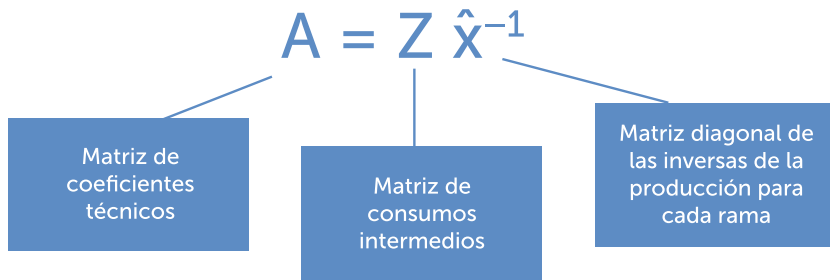 A = Z x̂⁻¹
Matriz de
coeficientes
técnicos
Matriz de
consumos
intermedios
Matriz diagonal de
las inversas de la
producción para
cada rama